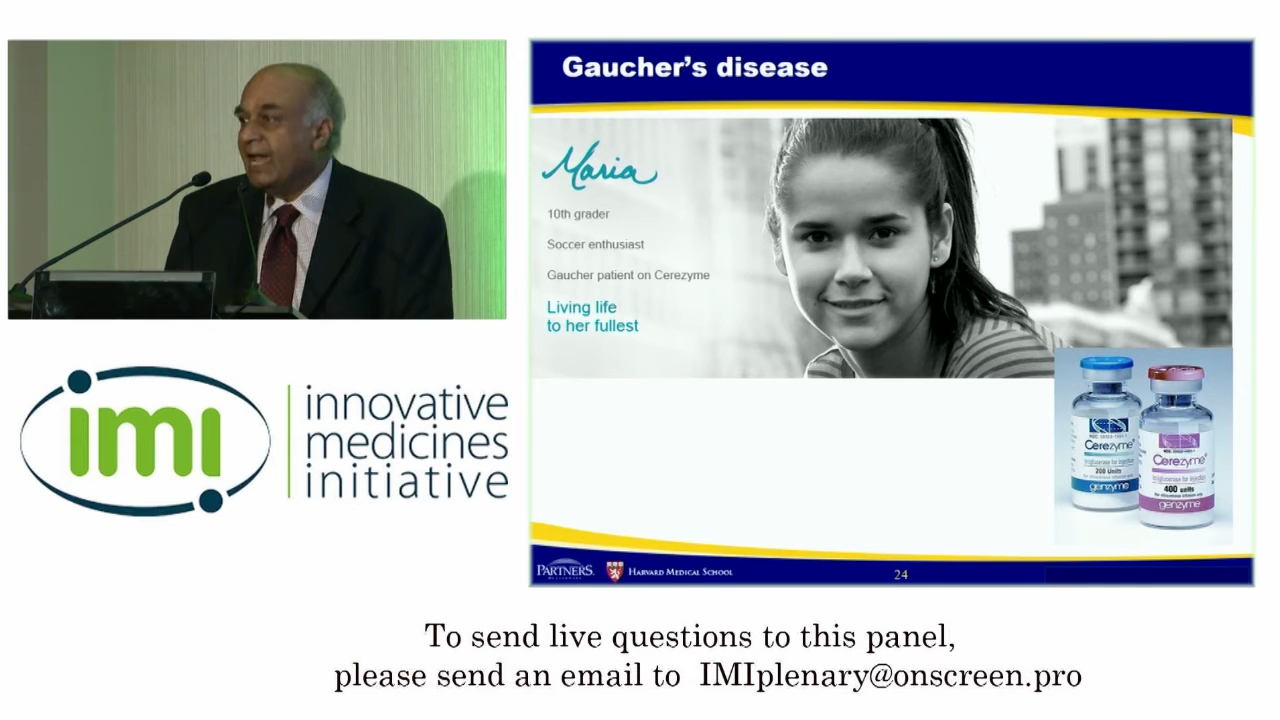 Gaucher's disease
Maria
10th grader
Soccer enthusiast
Gaucher patient on Cerezyme
Living life
to her fullest
Cerezyme
200 Units
genzyme
Cerezyme
400 units
genzyme
PARTNERS
HARVARD MEDICAL SCHOOL
24
imi
innovative
medicines
initiative
To send live questions to this panel,
please send an email to IMIplenary@onscreen.pro